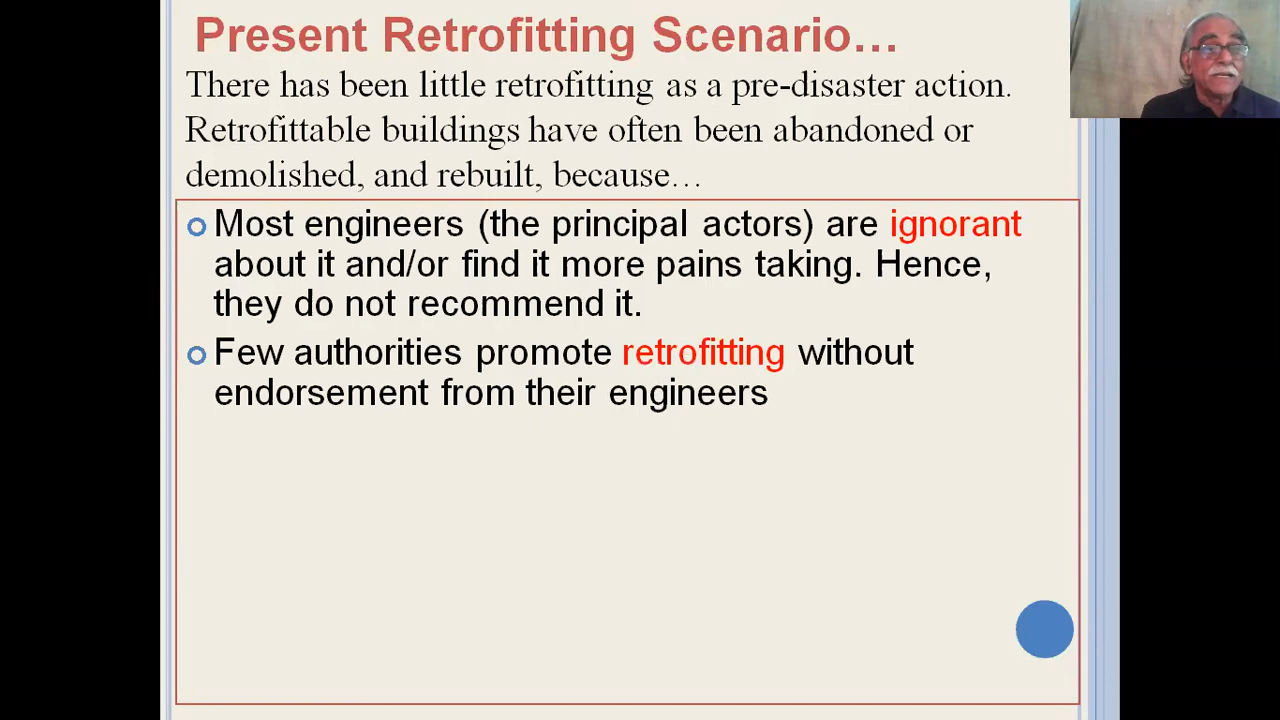 Present Retrofitting Scenario…
There has been little retrofitting as a pre-disaster action.
Retrofittable buildings have often been abandoned or
demolished, and rebuilt, because…
Most engineers (the principal actors) are ignorant
about it and/or find it more pains taking. Hence,
they do not recommend it.
Few authorities promote retrofitting without
endorsement from their engineers